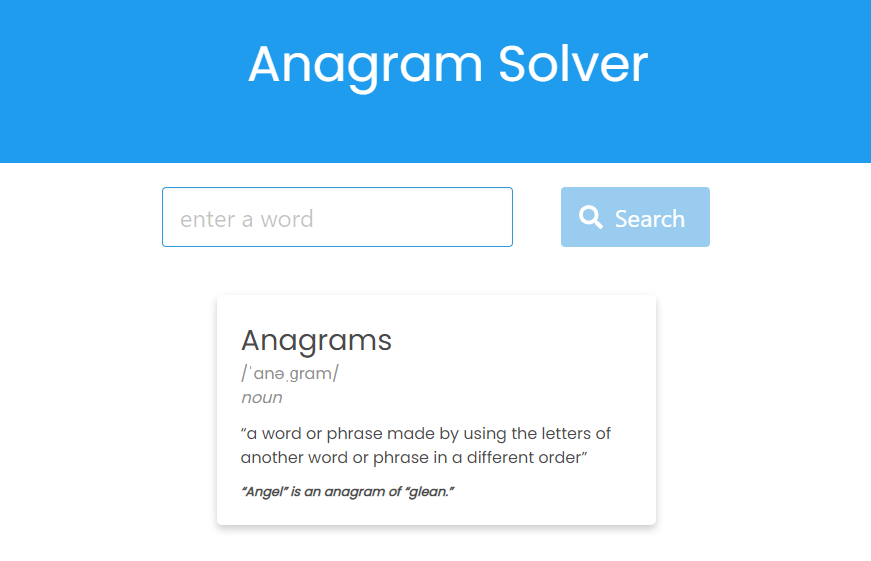 Anagram Solver
enter a word
Search
Anagrams
/ˈanəˌɡram/
noun
“a word or phrase made by using the letters of
another word or phrase in a different order”
“Angel” is an anagram of “glean.”